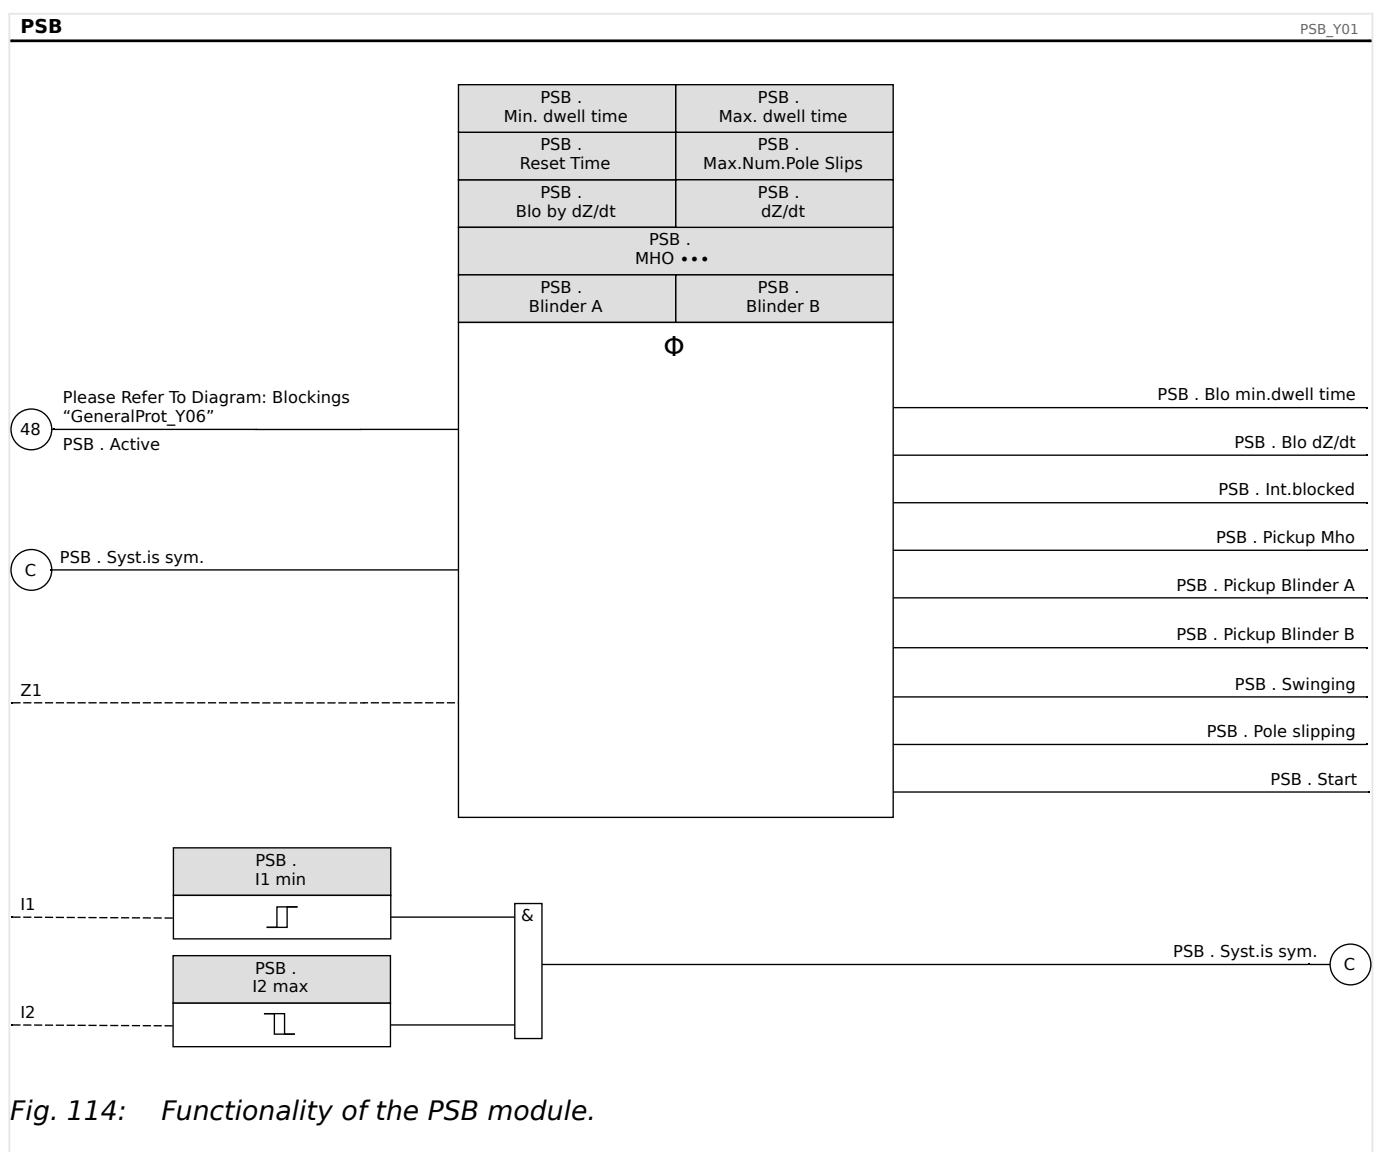 PSB
PSB_Y01
PSB .
Min. dwell time
PSB .
Max. dwell time
PSB .
Reset Time
PSB .
Max.Num.Pole Slips
PSB .
Blo by dZ/dt
PSB .
dZ/dt
PSB .
MHO •••
PSB .
Blinder A
PSB .
Blinder B
Φ
48
Please Refer To Diagram: Blockings
“GeneralProt_Y06”
PSB . Active
C
PSB . Syst.is sym.
Z1
PSB . Blo min.dwell time
PSB . Blo dZ/dt
PSB . Int.blocked
PSB . Pickup Mho
PSB . Pickup Blinder A
PSB . Pickup Blinder B
PSB . Swinging
PSB . Pole slipping
PSB . Start
I1
PSB .
I1 min
I2
PSB .
I2 max
&
PSB . Syst.is sym.
C
Fig. 114: Functionality of the PSB module.